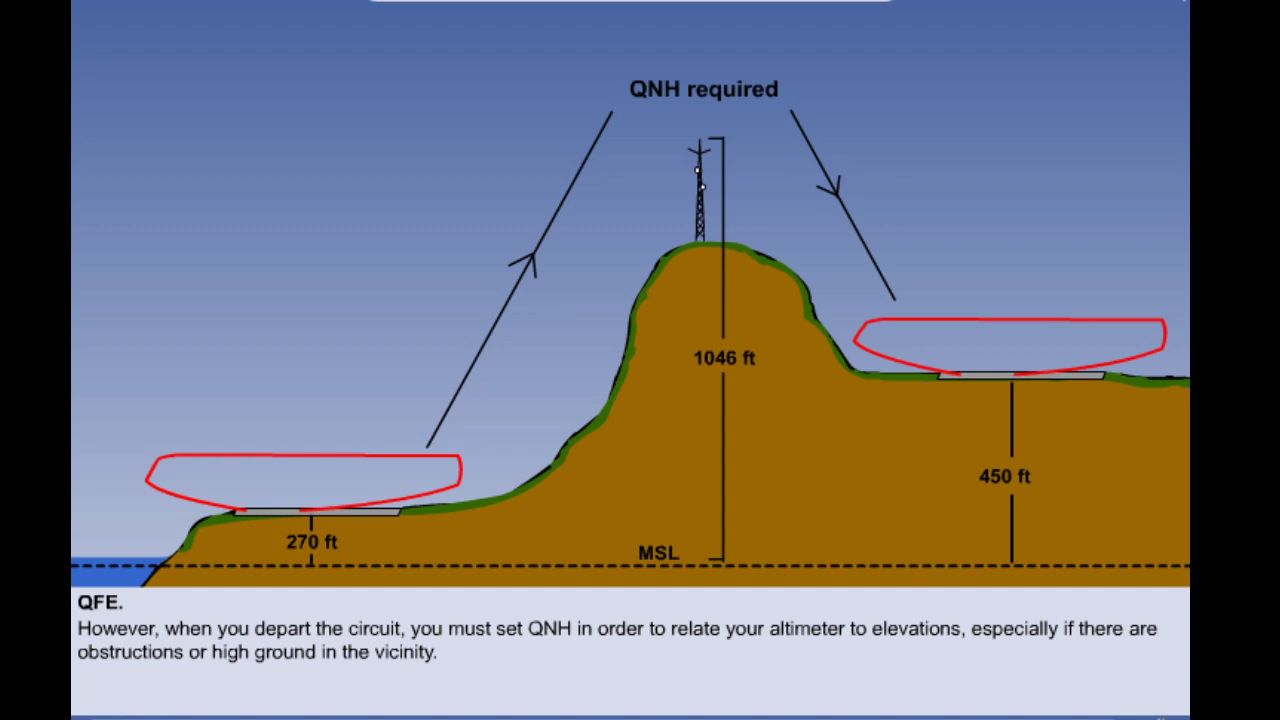 QNH required
1046 ft
450 ft
270 ft
MSL
QFE.
However, when you depart the circuit, you must set QNH in order to relate your altimeter to elevations, especially if there are
obstructions or high ground in the vicinity.